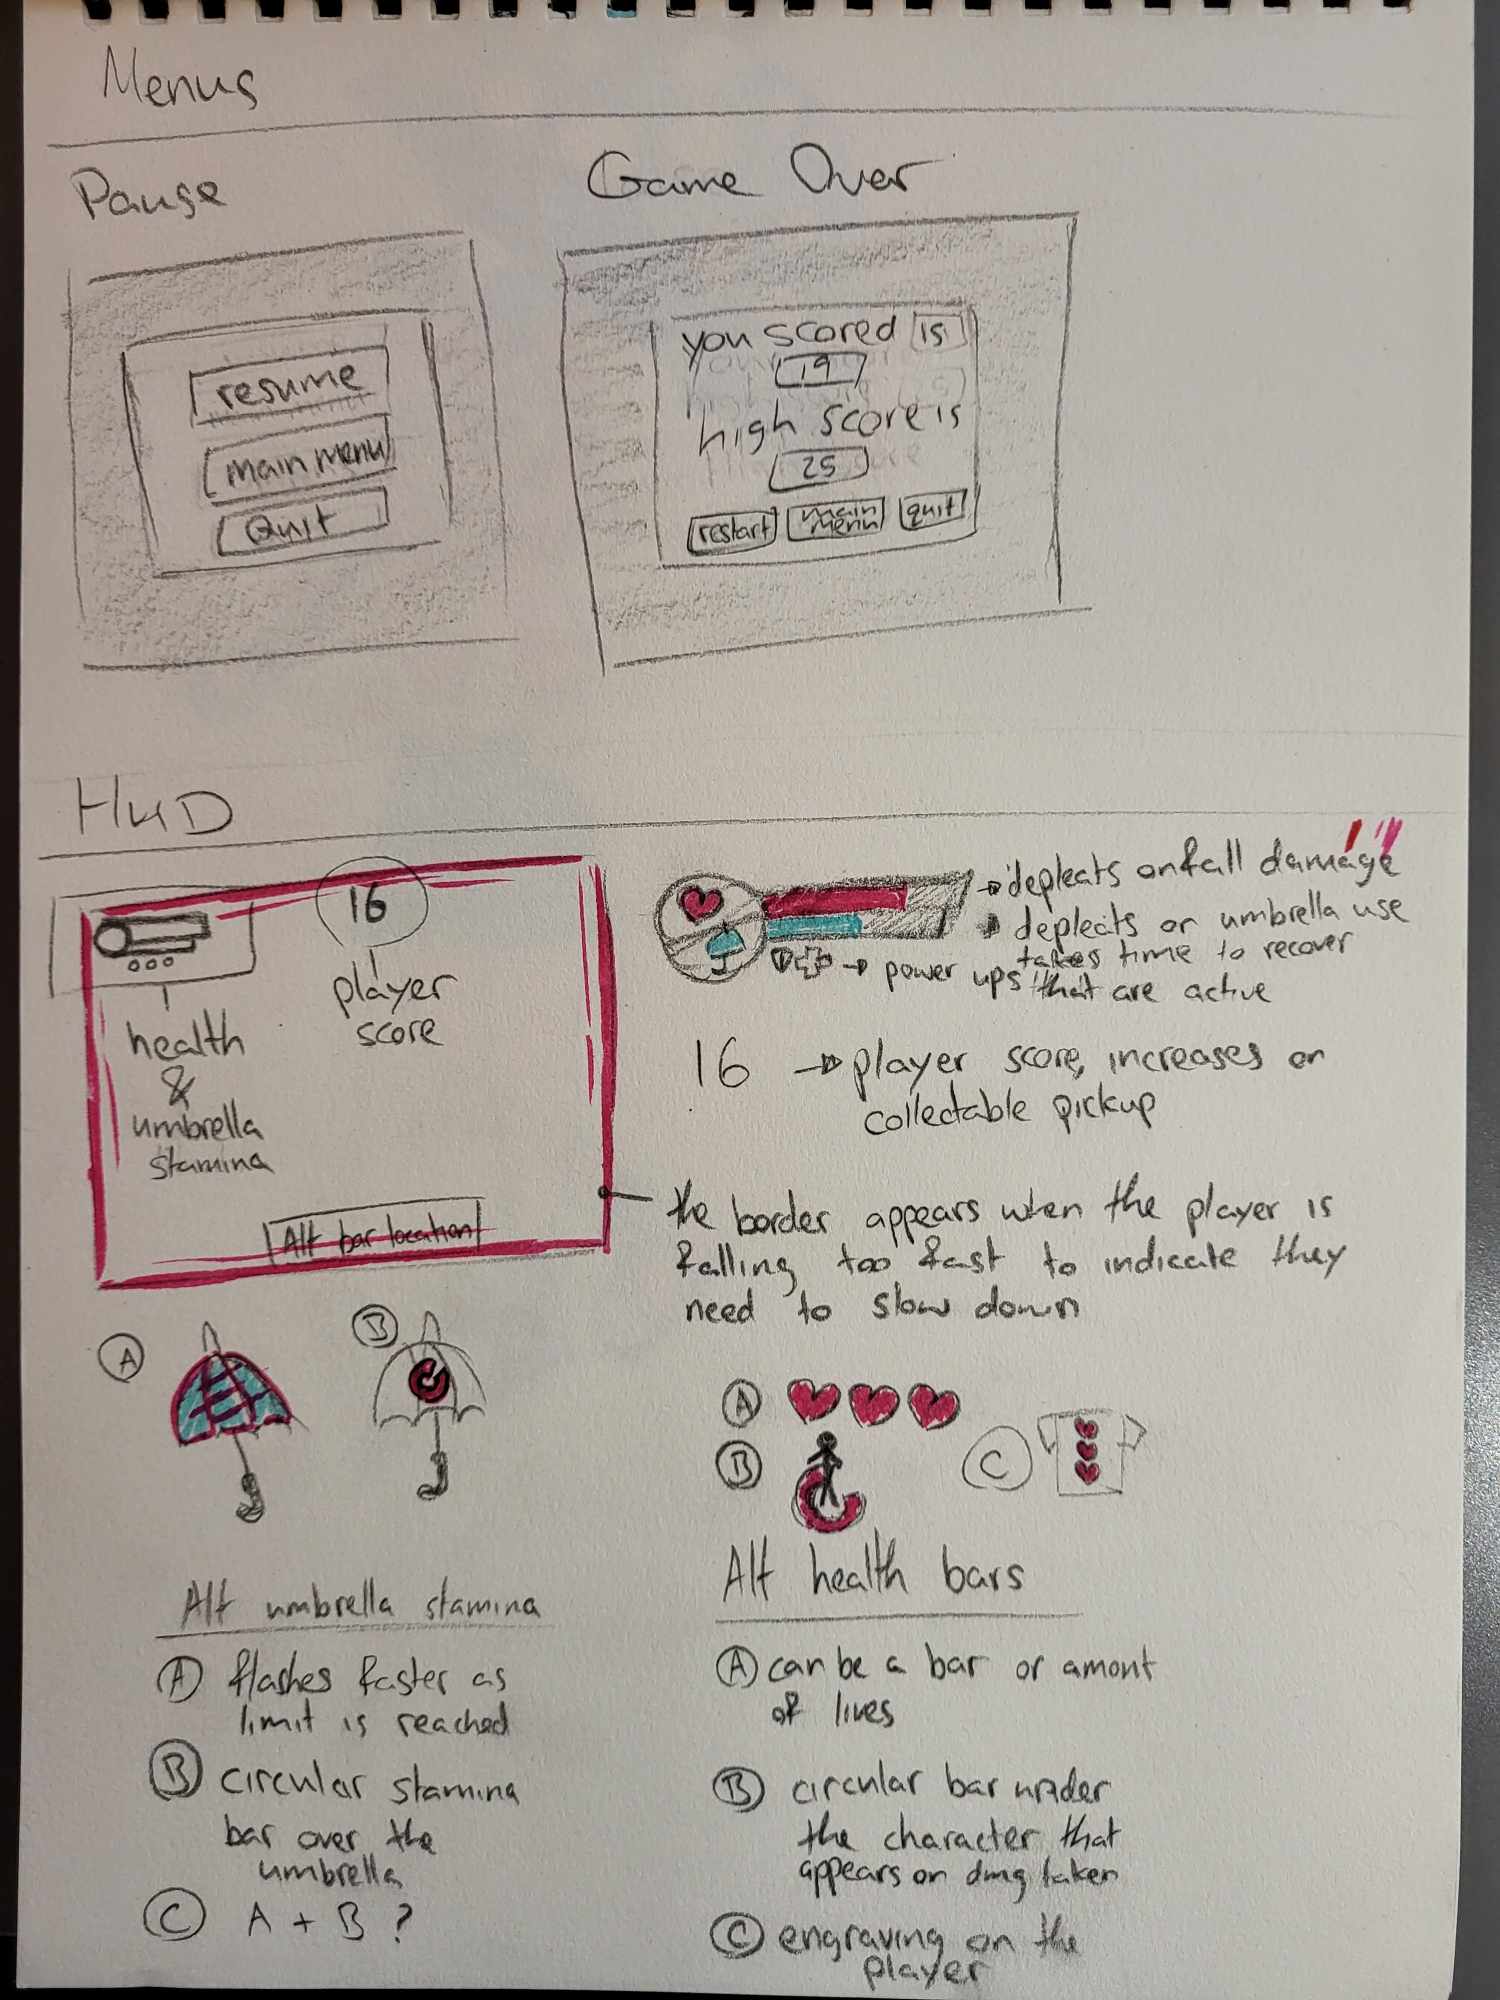 Menus
Pause
resume
main menu
Quit
Game Over
you scored is
19
high score is
25
restart
main
menu
quit
HUD
16
player
score
health
&
umbrella
stamina
Alt bar location
depleats on fall damage
depleats or umbrella use
takes time to recover
power ups that are active
16 player score, increases on
collectable pickup
the border appears when the player is
falling too fast to indicate they
need to slow down
A
B
Alt umbrella stamina
A flashes faster as
limit is reached
B circular stamina
bar over the
umbrella
C A + B ?
A
B
C
Alt health bars
A can be a bar or amont
of lives
B circular bar under
the character that
appears on dmg taken
C engraving on the
player